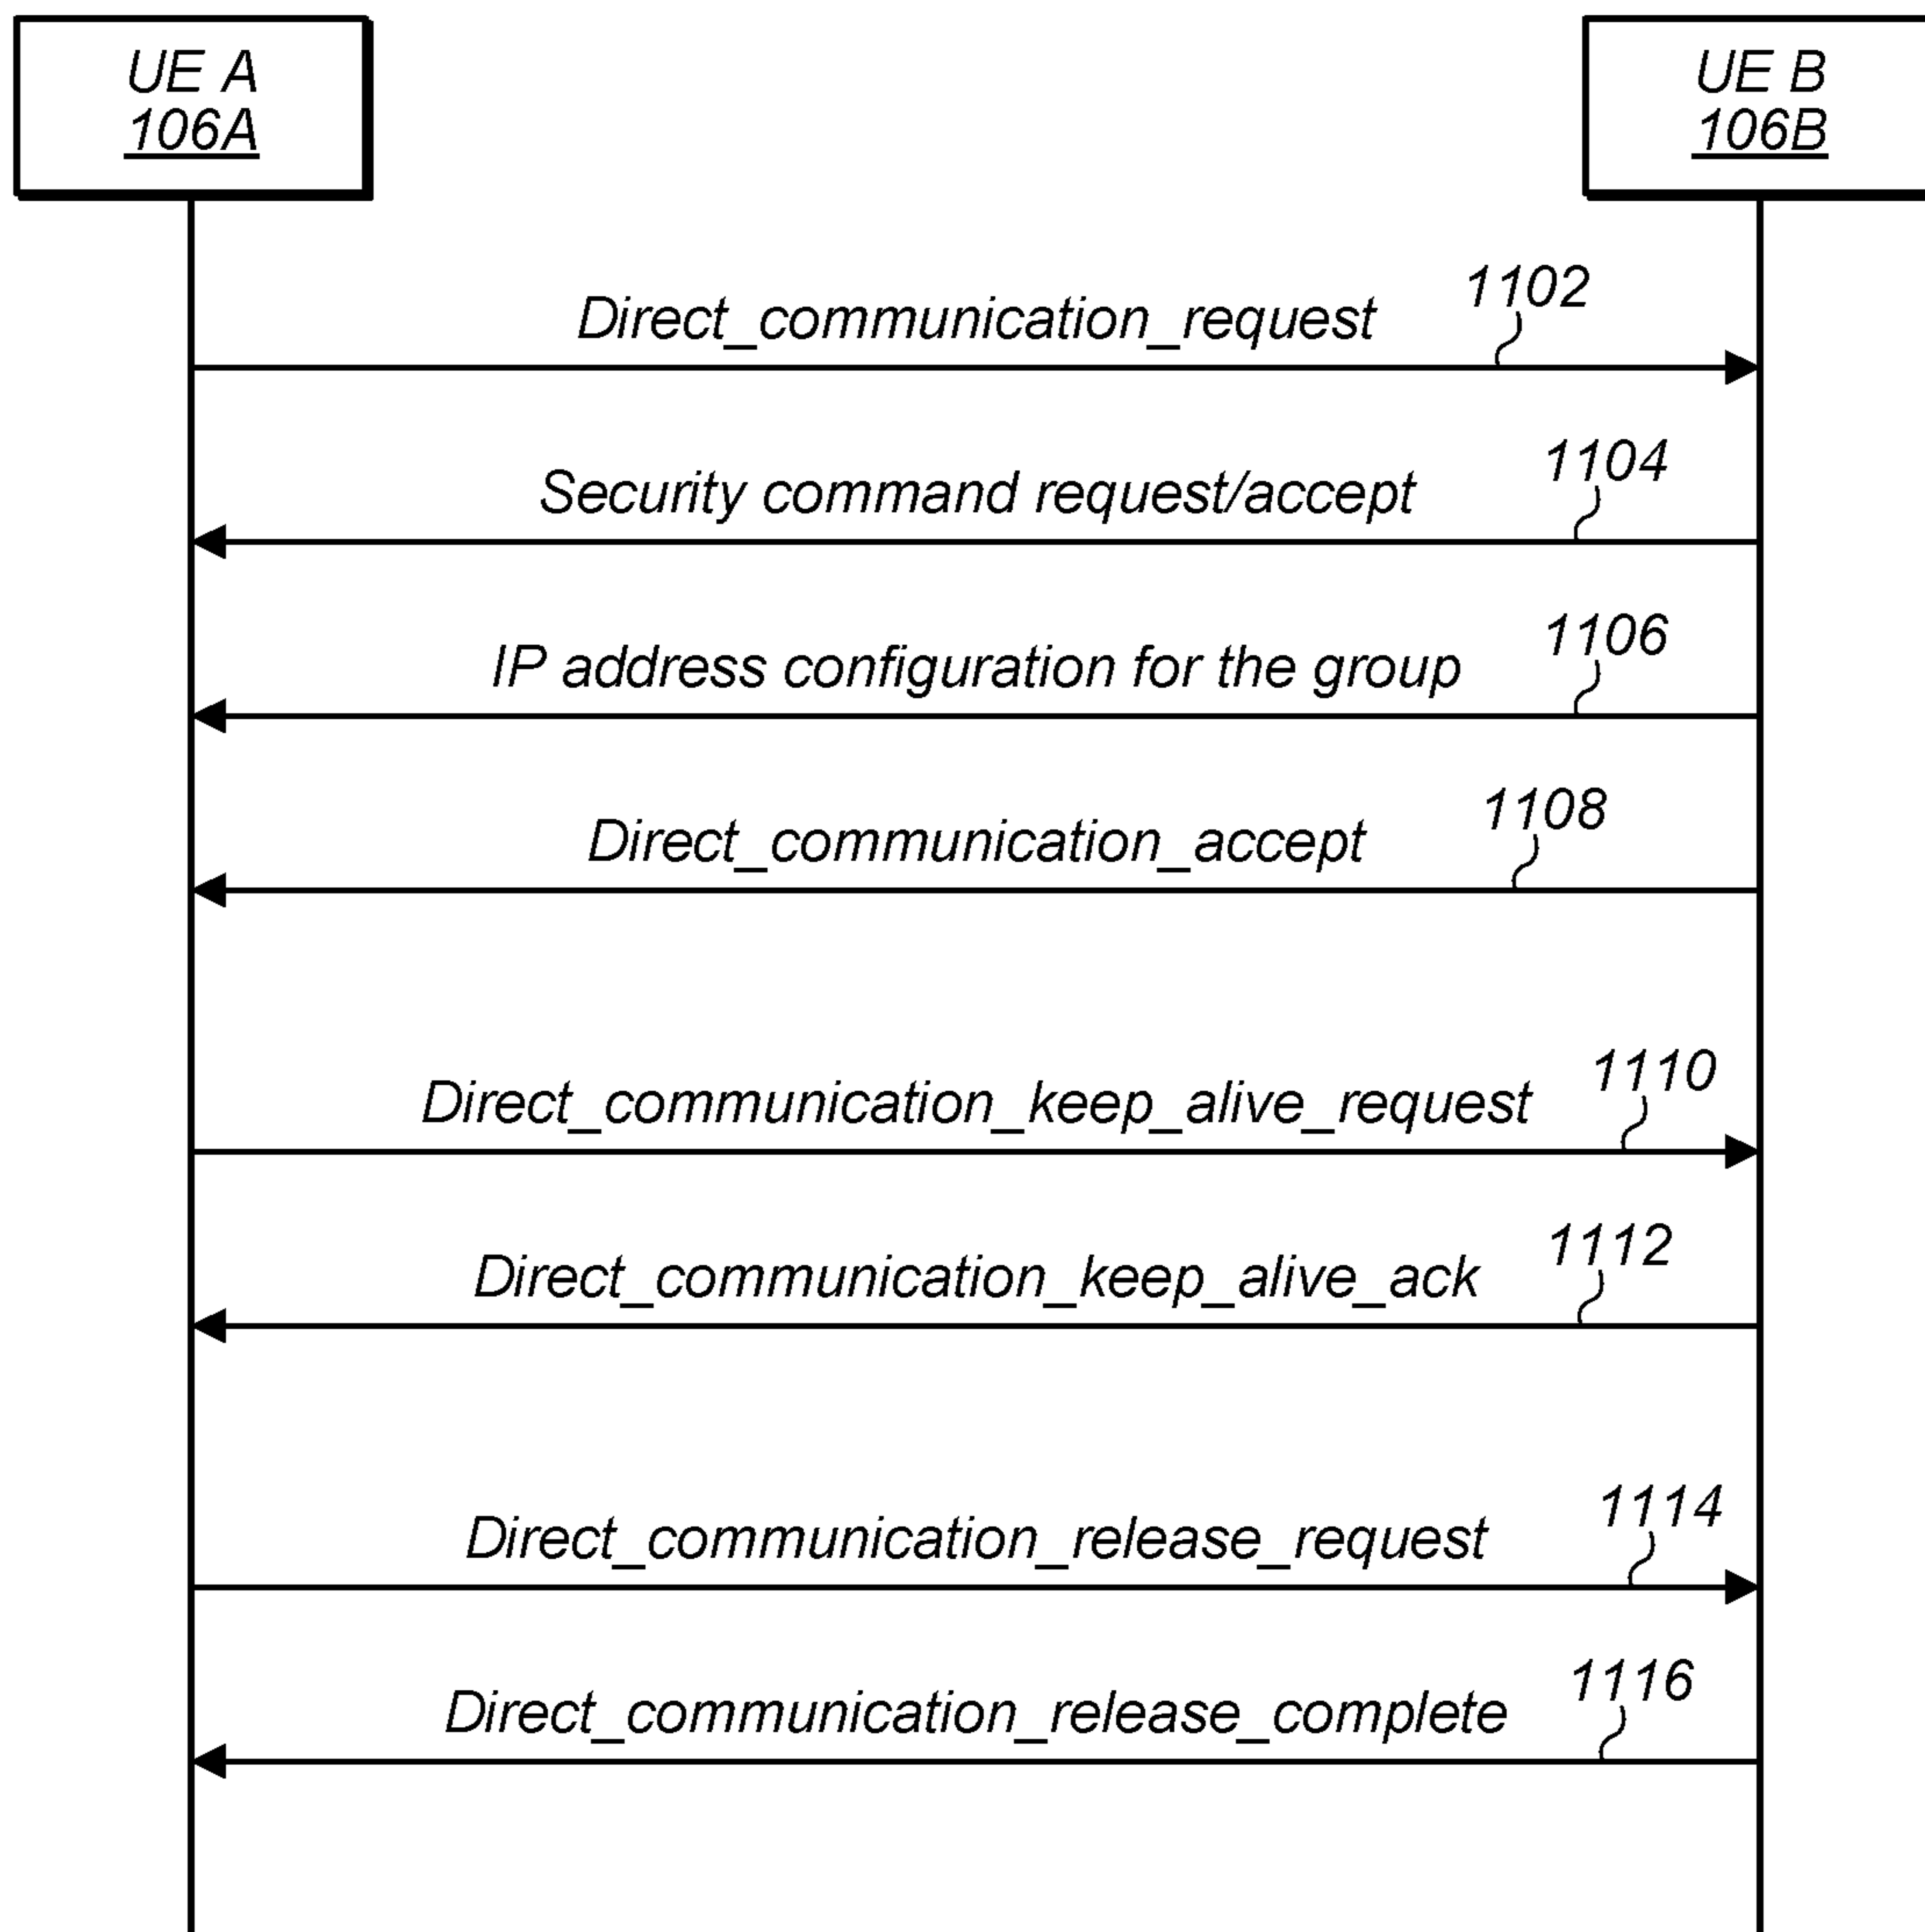 UE A
106A
UE B
106B
1102
Direct_communication_request
1104
Security command request/accept
1106
IP address configuration for the group
1108
Direct_communication_accept
1110
Direct_communication_keep_alive_request
1112
Direct_communication_keep_alive_ack
1114
Direct_communication_release_request
1116
Direct_communication_release_complete